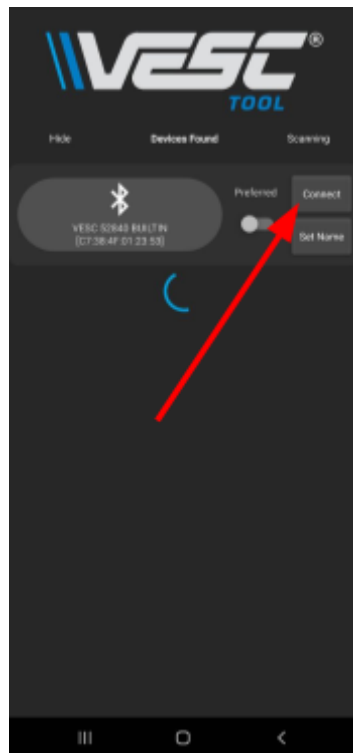 VESC®
TOOL
Hide Devices Found Scanning
Preferred Connect
VESC 52840 BUILTIN
[C7:38:4F:01:23:53]
Set Name